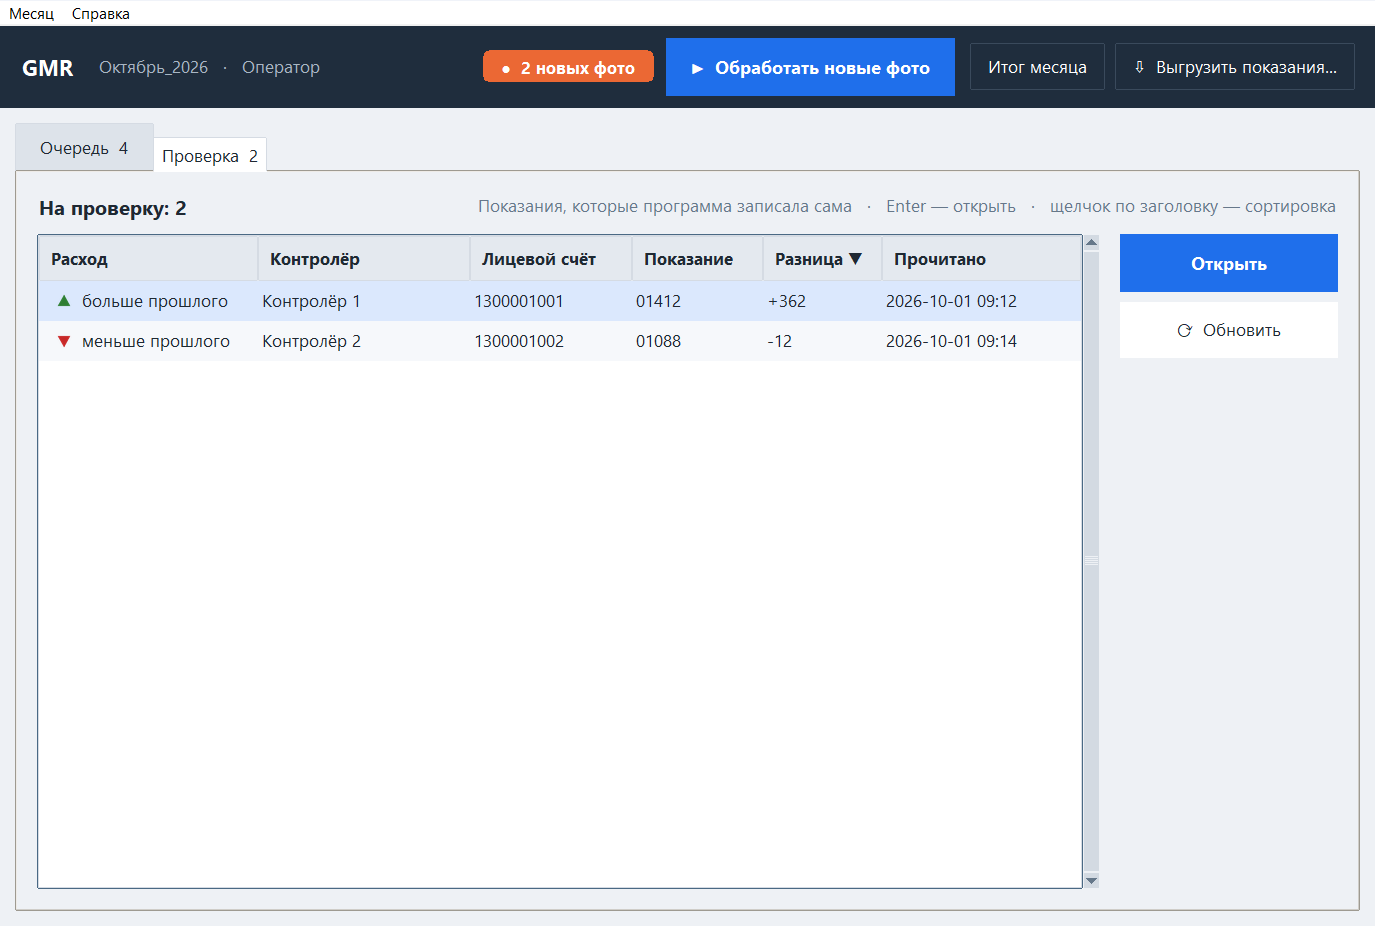 Месяц Справка
GMR Октябрь_2026 · Оператор ● 2 новых фото ► Обработать новые фото Итог месяца ⇩ Выгрузить показания...
Очередь 4 Проверка 2
На проверку: 2 Показания, которые программа записала сама · Enter — открыть · щелчок по заголовку — сортировка
Расход Контролёр Лицевой счёт Показание Разница ▼ Прочитано Открыть
▲ больше прошлого Контролёр 1 1300001001 01412 +362 2026-10-01 09:12
⟳ Обновить
▼ меньше прошлого Контролёр 2 1300001002 01088 -12 2026-10-01 09:14